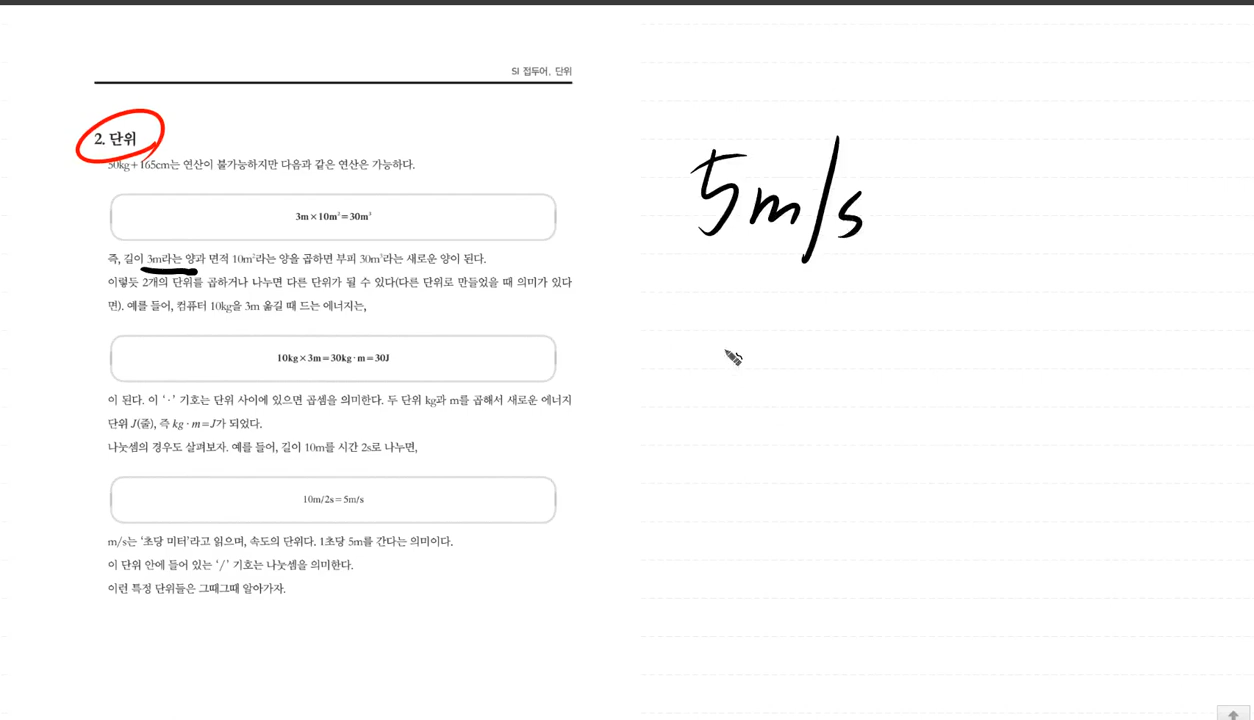 SI 접두어, 단위
2. 단위
50kg+165cm는 연산이 불가능하지만 다음과 같은 연산은 가능하다.
3m×10m²=30m³
즉, 길이 3m라는 양과 면적 10m²라는 양을 곱하면 부피 30m³라는 새로운 양이 된다.
이렇듯 2개의 단위를 곱하거나 나누면 다른 단위가 될 수 있다(다른 단위로 만들었을 때 의미가 있다
면). 예를 들어, 컴퓨터 10kg을 3m 옮길 때 드는 에너지는,
10kg×3m=30kg·m=30J
이 된다. 이 '·' 기호는 단위 사이에 있으면 곱셈을 의미한다. 두 단위 kg과 m를 곱해서 새로운 에너지
단위 J(줄), 즉 kg·m=J가 되었다.
나눗셈의 경우도 살펴보자. 예를 들어, 길이 10m를 시간 2s로 나누면,
10m/2s=5m/s
m/s는 '초당 미터'라고 읽으며, 속도의 단위다. 1초당 5m를 간다는 의미이다.
이 단위 안에 들어 있는 '/' 기호는 나눗셈을 의미한다.
이런 특정 단위들은 그때그때 알아가자.
5m/s